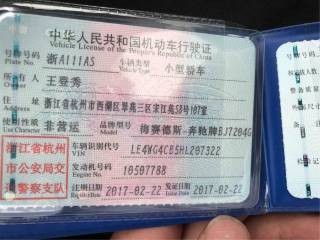 中华人民共和国机动车行驶证
Vehicle License of the People's Republic of China
号牌号码 浙A111AS 车辆类型 小型轿车
Plate No. Vehicle Type
所有人 王登秀
Owner
住址 浙江省杭州市西湖区翠苑三区 58号107室
Address
使用性质 非营运 品牌型号 梅赛德斯-奔驰牌BJ7204G
Use Character Model
浙江省杭州
市公安局交
警察支队
车辆识别代号 LE4WG4CB5HL207322
VIN
发动机号码 10507788
Engine No.
注册日期 2017-02-22 发证日期 2017-02-22
Register Date Issue Date